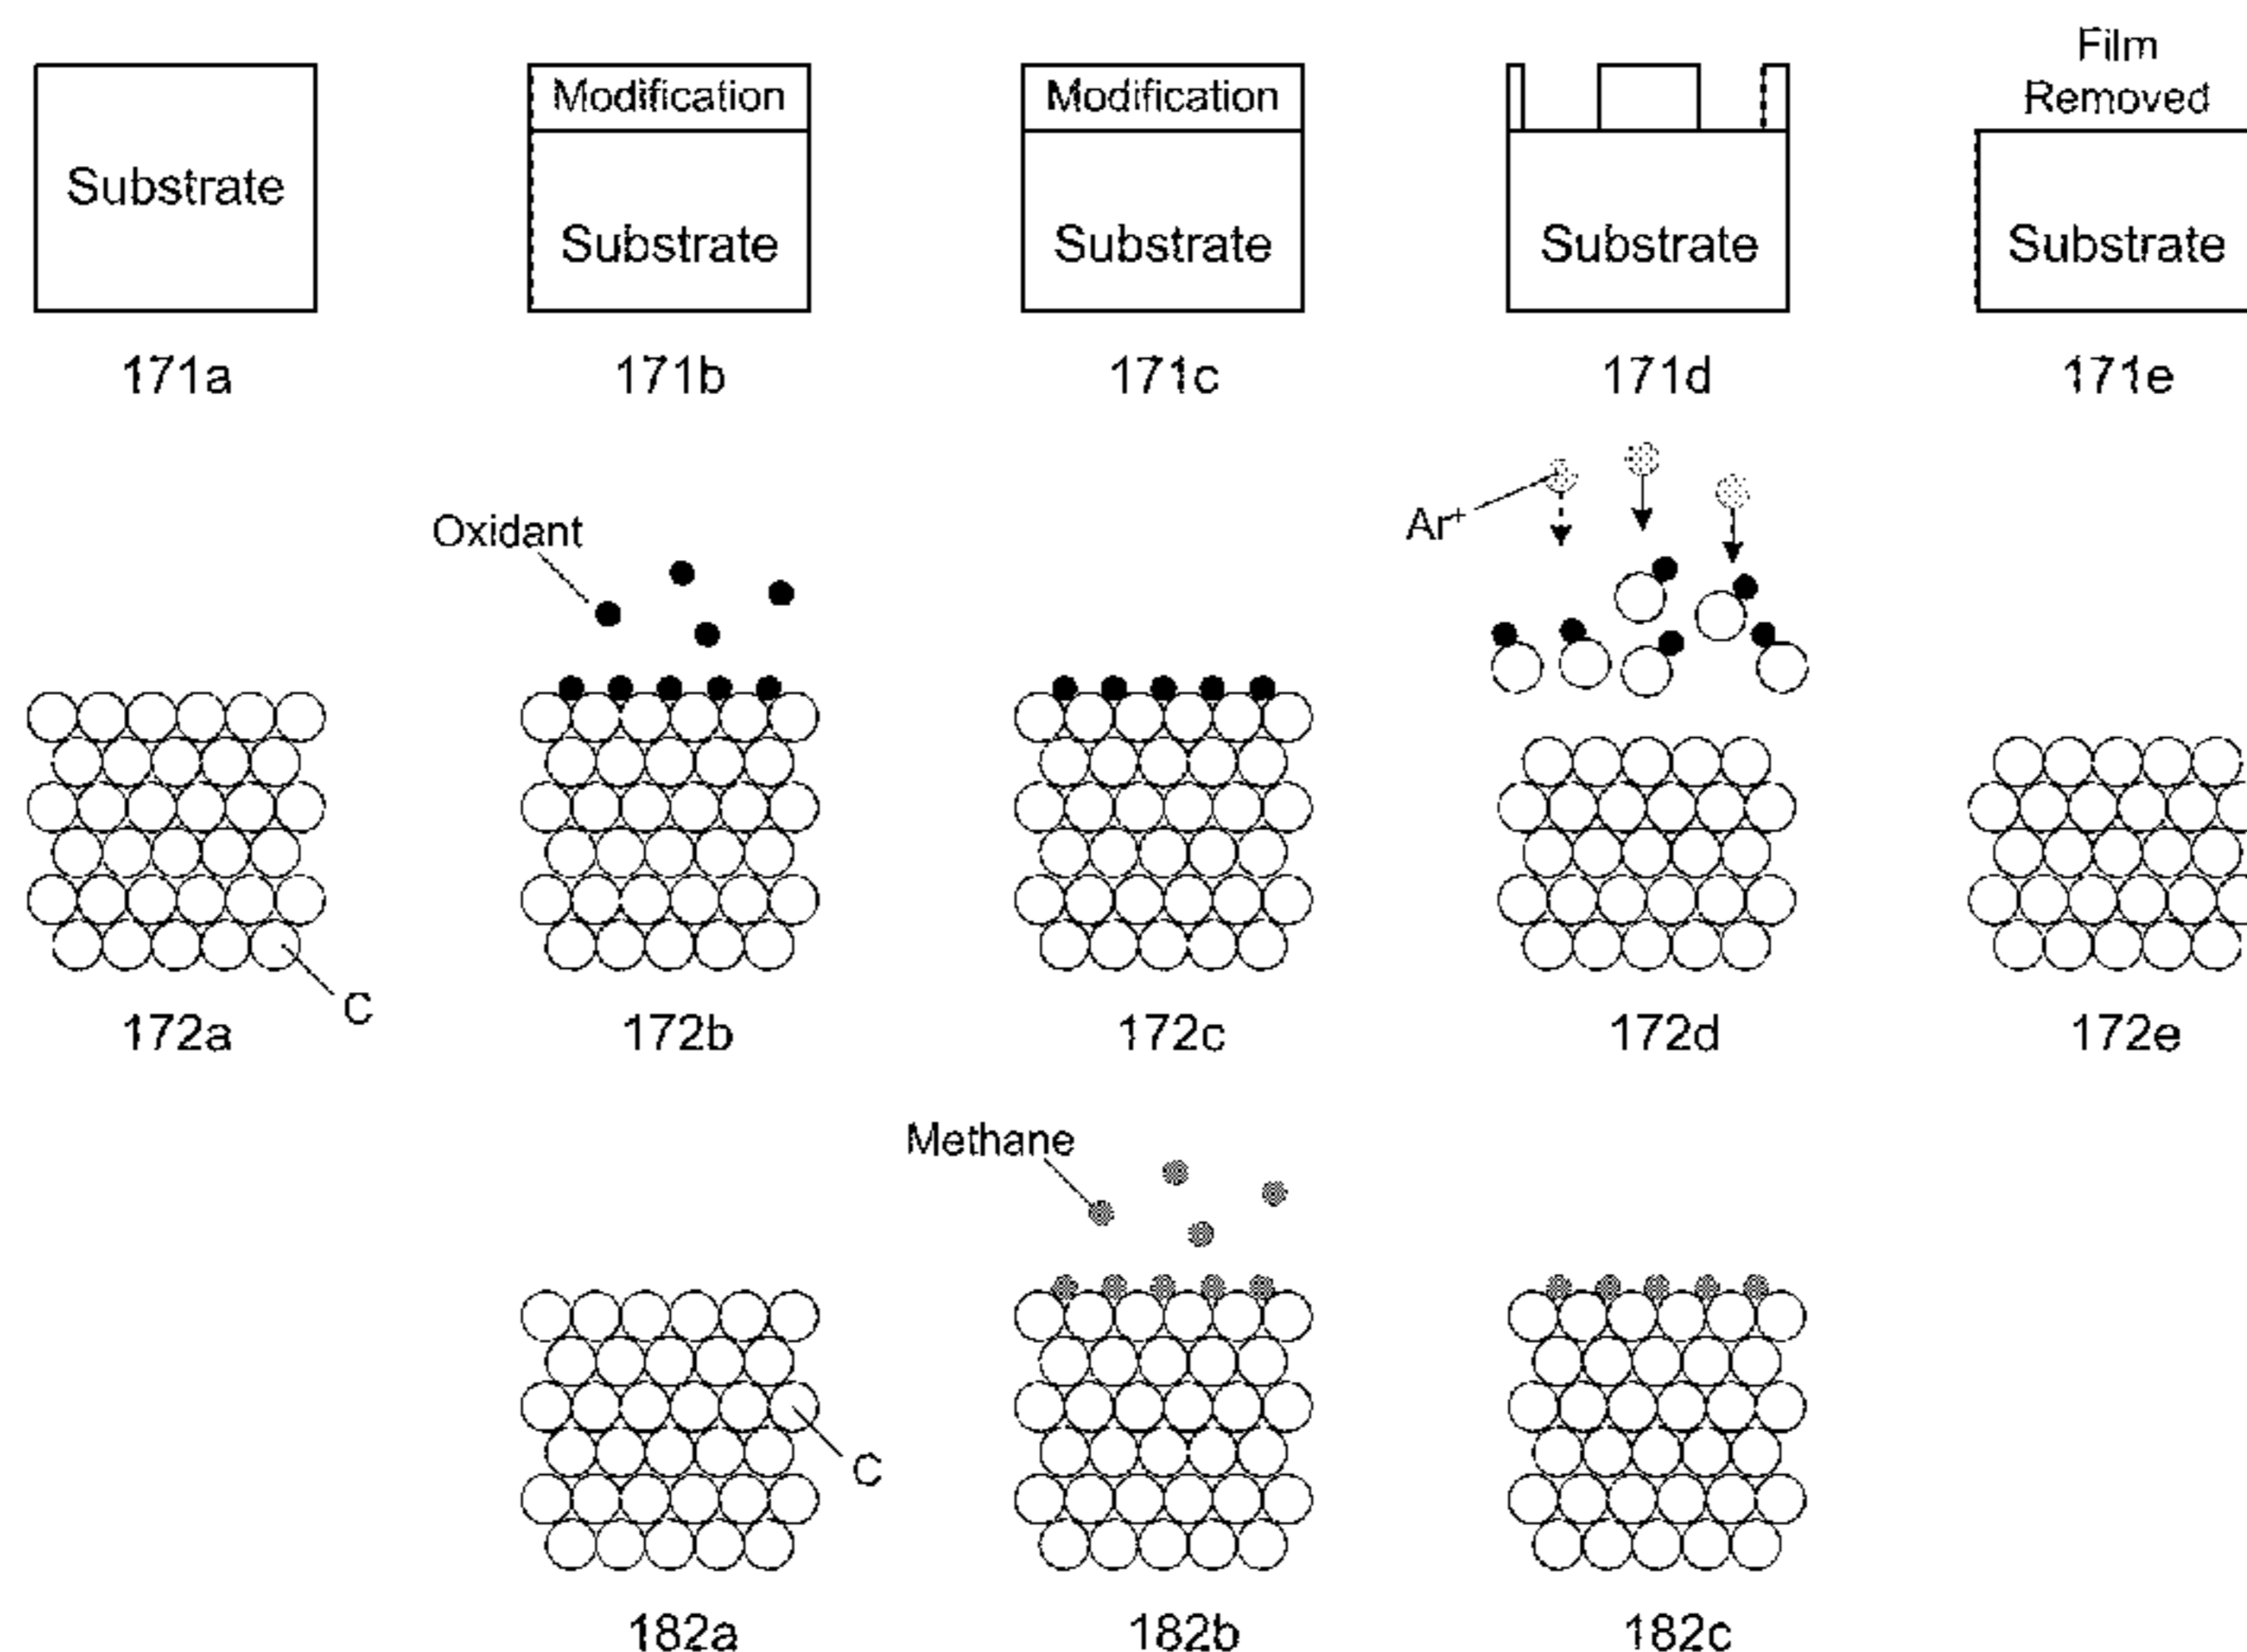 Film
Removed
Modification
Modification
Substrate
Substrate
Substrate
Substrate
Substrate
171a
171b
171c
171d
171e
Oxidant
Ar+
C
172a
172b
172c
172d
172e
Methane
C
182a
182b
182c